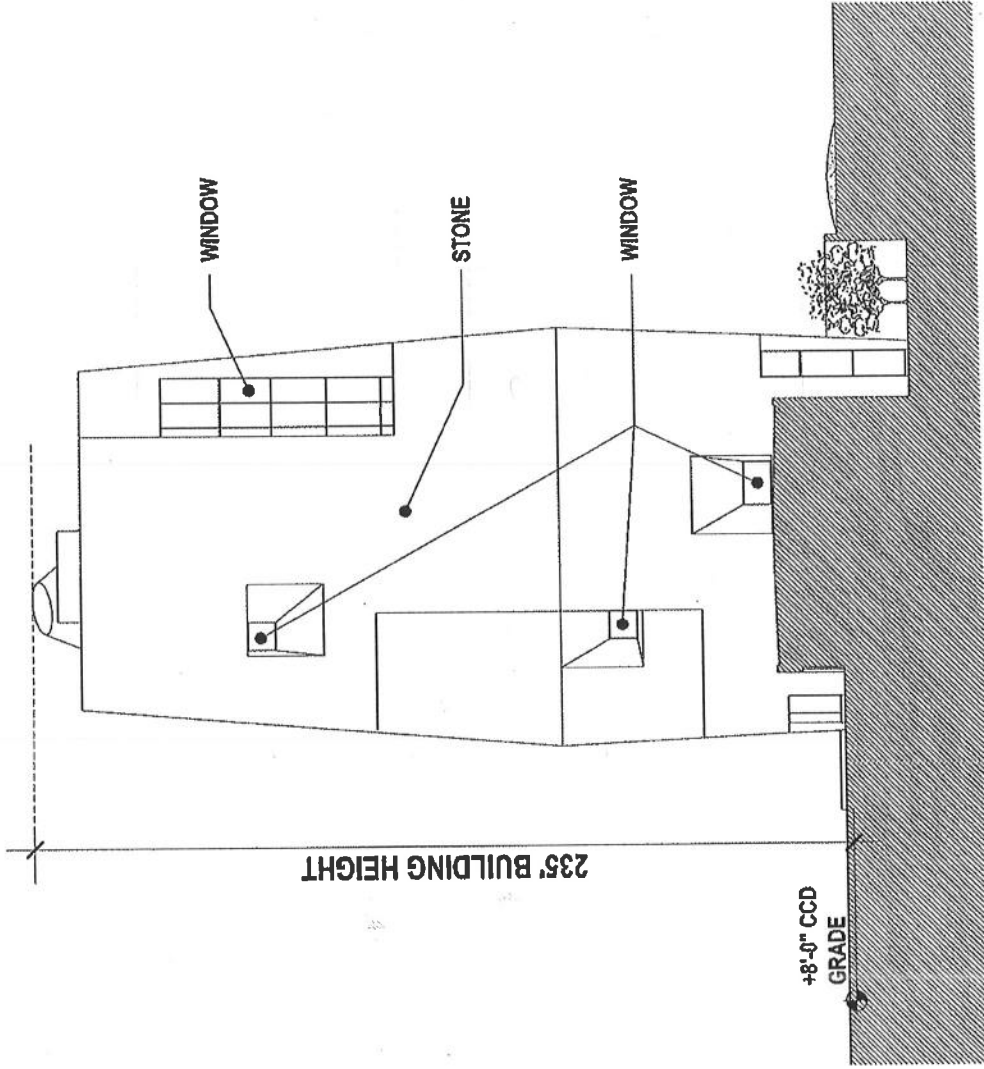 WINDOW
STONE
WINDOW
235' BUILDING HEIGHT
+8'-0" CCD
GRADE